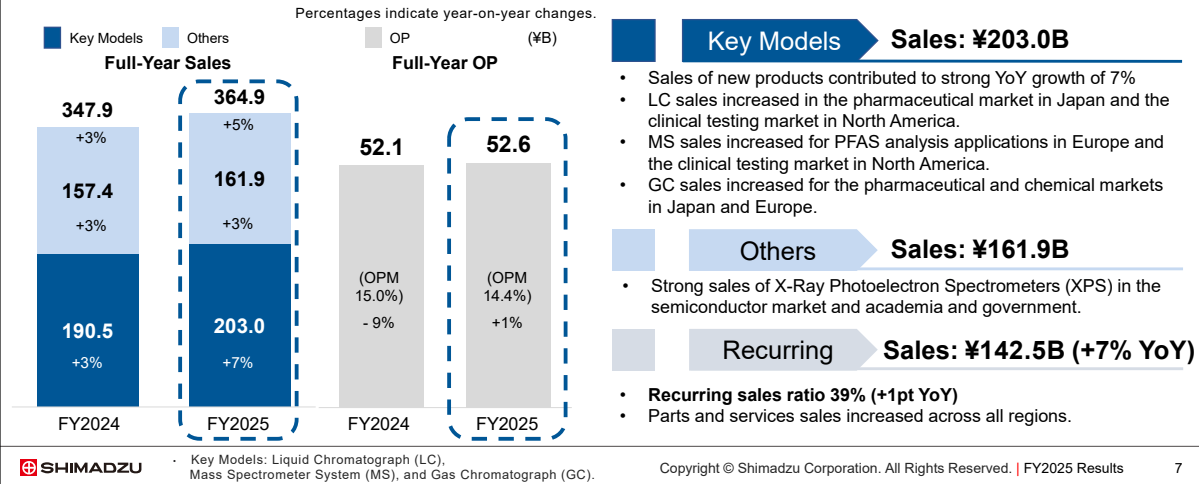 Percentages indicate year-on-year changes.
Key Models Others
OP (¥B)
Full-Year Sales
Full-Year OP
347.9
+3%
157.4
+3%
190.5
+3%
FY2024
364.9
+5%
161.9
+3%
203.0
+7%
FY2025
52.1
(OPM
15.0%)
- 9%
FY2024
52.6
(OPM
14.4%)
+1%
FY2025
Key Models Sales: ¥203.0B
• Sales of new products contributed to strong YoY growth of 7%
• LC sales increased in the pharmaceutical market in Japan and the
clinical testing market in North America.
• MS sales increased for PFAS analysis applications in Europe and
the clinical testing market in North America.
• GC sales increased for the pharmaceutical and chemical markets
in Japan and Europe.
Others Sales: ¥161.9B
• Strong sales of X-Ray Photoelectron Spectrometers (XPS) in the
semiconductor market and academia and government.
Recurring Sales: ¥142.5B (+7% YoY)
• Recurring sales ratio 39% (+1pt YoY)
• Parts and services sales increased across all regions.
SHIMADZU
· Key Models: Liquid Chromatograph (LC),
Mass Spectrometer System (MS), and Gas Chromatograph (GC).
Copyright © Shimadzu Corporation. All Rights Reserved. | FY2025 Results 7